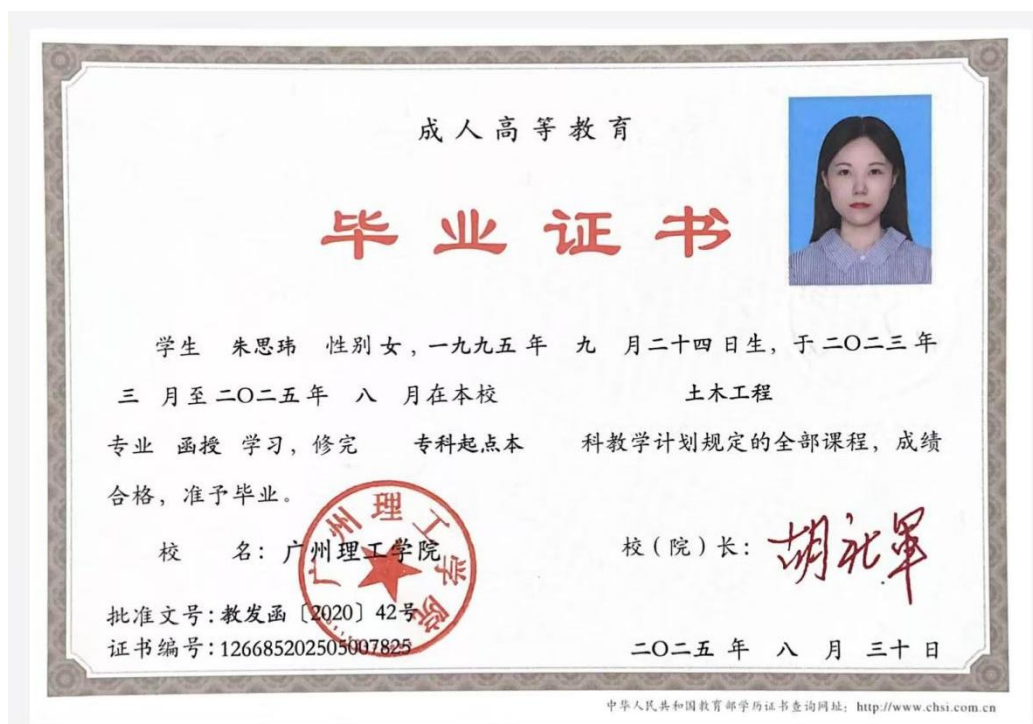 成人高等教育
毕业证书
学生 朱思玮 性别 女，一九九五 年 九 月 二十四 日生，于 二〇二三 年
三 月至 二〇二五 年 八 月在本校 土木工程
专业 函授 学习，修完 专科起点本 科教学计划规定的全部课程，成绩
合格，准予毕业。
校 名：广州理工学院
校（院）长：胡社军
广州理工学院
批准文号：教发函〔2020〕42号
证书编号：126685202505007825
二〇二五 年 八 月 三十 日
中华人民共和国教育部学历证书查询网址：http://www.chsi.com.cn